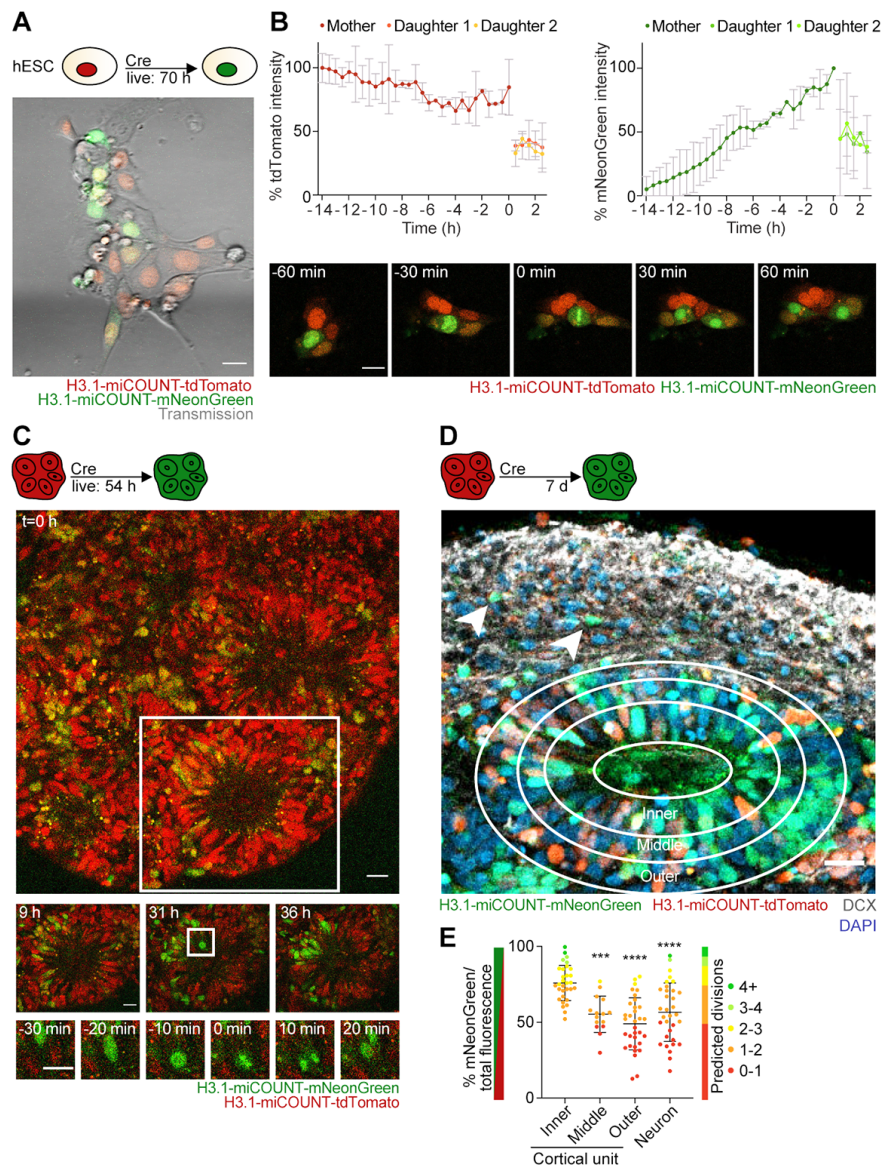 A
hESC
Cre
live: 70 h
H3.1-miCOUNT-tdTomato
H3.1-miCOUNT-mNeonGreen
Transmission
B
Mother Daughter 1 Daughter 2
% tdTomato intensity
100
50
0
-14 -12 -10 -8 -6 -4 -2 0 2
Time (h)
Mother Daughter 1 Daughter 2
% mNeonGreen intensity
100
50
0
-14 -12 -10 -8 -6 -4 -2 0 2
Time (h)
-60 min -30 min 0 min 30 min 60 min
H3.1-miCOUNT-tdTomato H3.1-miCOUNT-mNeonGreen
C
Cre
live: 54 h
t=0 h
9 h 31 h 36 h
-30 min -20 min -10 min 0 min 10 min 20 min
H3.1-miCOUNT-mNeonGreen
H3.1-miCOUNT-tdTomato
D
Cre
7 d
Inner
Middle
Outer
H3.1-miCOUNT-mNeonGreen H3.1-miCOUNT-tdTomato DCX
DAPI
E
% mNeonGreen/
total fluorescence
100
50
0
*** **** ****
Inner Middle Outer Neuron
Cortical unit
Predicted divisions
4+
3-4
2-3
1-2
0-1